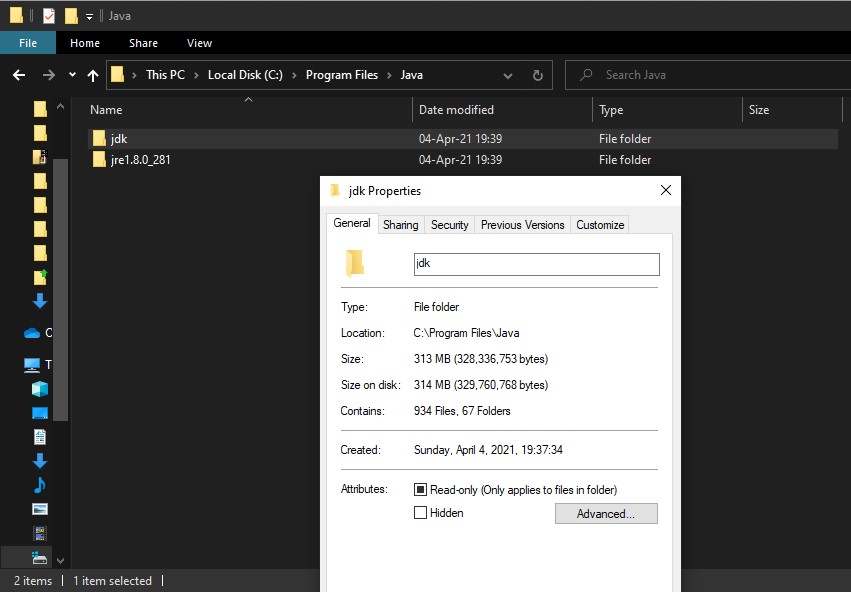 Java
File Home Share View
This PC Local Disk (C:) Program Files Java Search Java
Name Date modified Type Size
jdk 04-Apr-21 19:39 File folder
jre1.8.0_281 04-Apr-21 19:39 File folder
jdk Properties
General Sharing Security Previous Versions Customize
jdk
Type: File folder
Location: C:\Program Files\Java
Size: 313 MB (328,336,753 bytes)
Size on disk: 314 MB (329,760,768 bytes)
Contains: 934 Files, 67 Folders
Created: Sunday, April 4, 2021, 19:37:34
Attributes: Read-only (Only applies to files in folder)
Hidden Advanced...
C
T
2 items 1 item selected